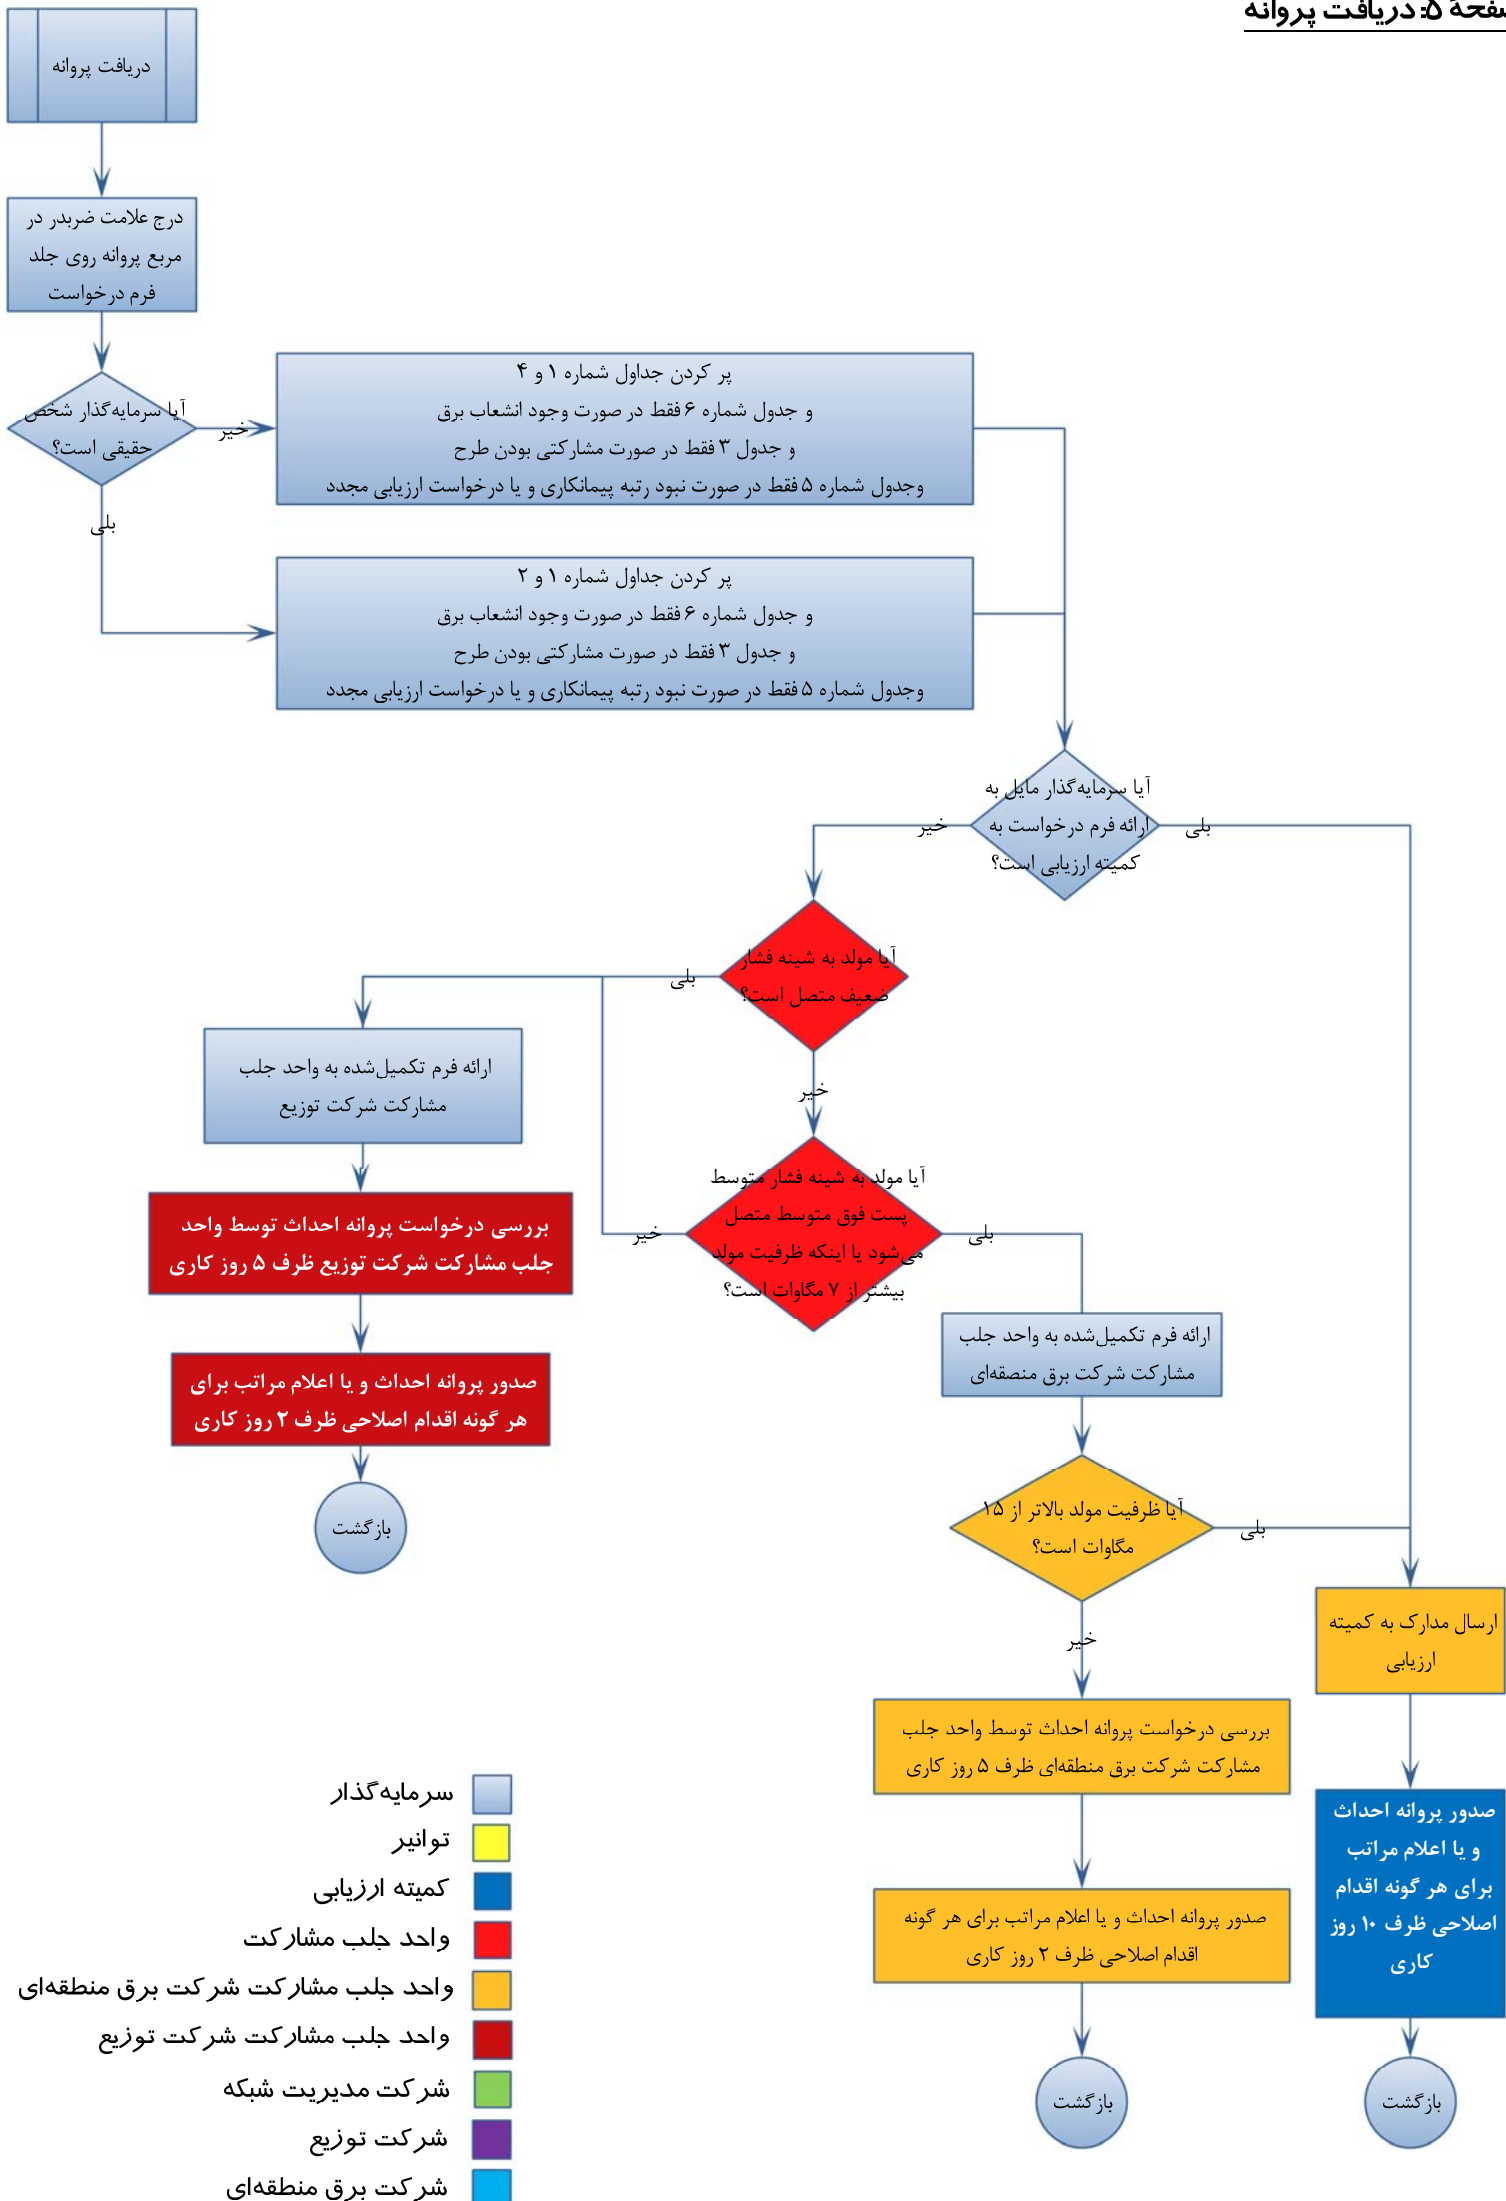 صفحهٔ ۵: دریافت پروانه
دریافت پروانه
درج علامت ضربدر در
مربع پروانه روی جلد
فرم درخواست
آیا سرمایه‌گذار شخص
حقیقی است؟
خیر
بلی
پر کردن جداول شماره ۱ و ۴
و جدول شماره ۶ فقط در صورت وجود انشعاب برق
و جدول ۳ فقط در صورت مشارکتی بودن طرح
وجدول شماره ۵ فقط در صورت نبود رتبه پیمانکاری و یا درخواست ارزیابی مجدد
پر کردن جداول شماره ۱ و ۲
و جدول شماره ۶ فقط در صورت وجود انشعاب برق
و جدول ۳ فقط در صورت مشارکتی بودن طرح
وجدول شماره ۵ فقط در صورت نبود رتبه پیمانکاری و یا درخواست ارزیابی مجدد
آیا سرمایه‌گذار مایل به
ارائه فرم درخواست به
کمیته ارزیابی است؟
بلی
خیر
آیا مولد به شینه فشار
ضعیف متصل است؟
بلی
خیر
ارائه فرم تکمیل‌شده به واحد جلب
مشارکت شرکت توزیع
بررسی درخواست پروانه احداث توسط واحد
جلب مشارکت شرکت توزیع ظرف ۵ روز کاری
صدور پروانه احداث و یا اعلام مراتب برای
هر گونه اقدام اصلاحی ظرف ۲ روز کاری
بازگشت
آیا مولد به شینه فشار متوسط
پست فوق متوسط متصل
می‌شود یا اینکه ظرفیت مولد
بیشتر از ۷ مگاوات است؟
خیر
بلی
ارائه فرم تکمیل‌شده به واحد جلب
مشارکت شرکت برق منصقه‌ای
آیا ظرفیت مولد بالاتر از ۱۵
مگاوات است؟
بلی
خیر
ارسال مدارک به کمیته
ارزیابی
بررسی درخواست پروانه احداث توسط واحد جلب
مشارکت شرکت برق منطقه‌ای ظرف ۵ روز کاری
صدور پروانه احداث و یا اعلام مراتب برای هر گونه
اقدام اصلاحی ظرف ۲ روز کاری
بازگشت
صدور پروانه احداث
و یا اعلام مراتب
برای هر گونه اقدام
اصلاحی ظرف ۱۰ روز
کاری
بازگشت
سرمایه‌گذار
توانیر
کمیته ارزیابی
واحد جلب مشارکت
واحد جلب مشارکت شرکت برق منطقه‌ای
واحد جلب مشارکت شرکت توزیع
شرکت مدیریت شبکه
شرکت توزیع
شرکت برق منطقه‌ای